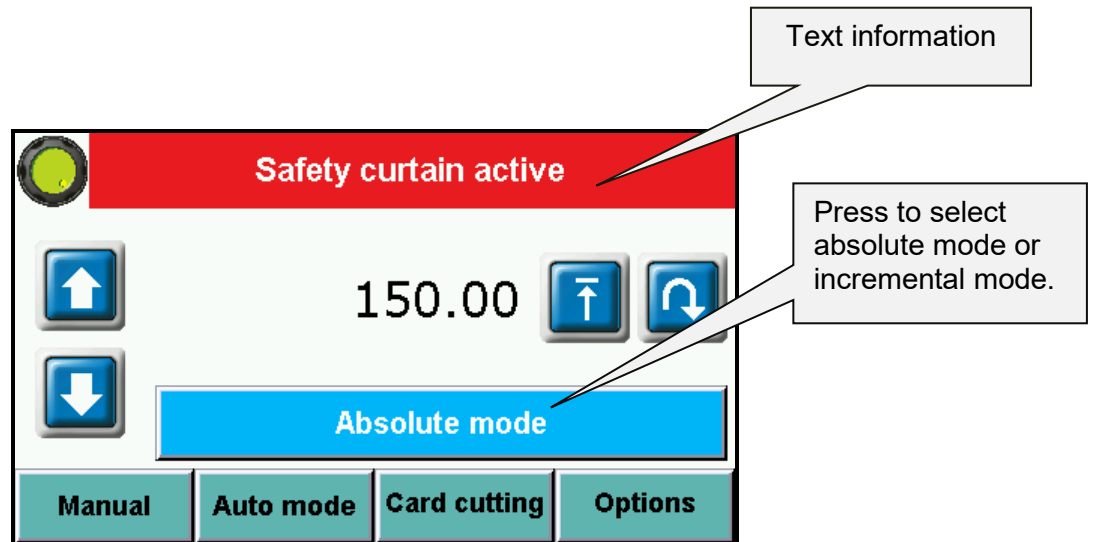 Text information
Safety curtain active
Press to select
absolute mode or
incremental mode.
150.00
Absolute mode
Manual
Auto mode
Card cutting
Options